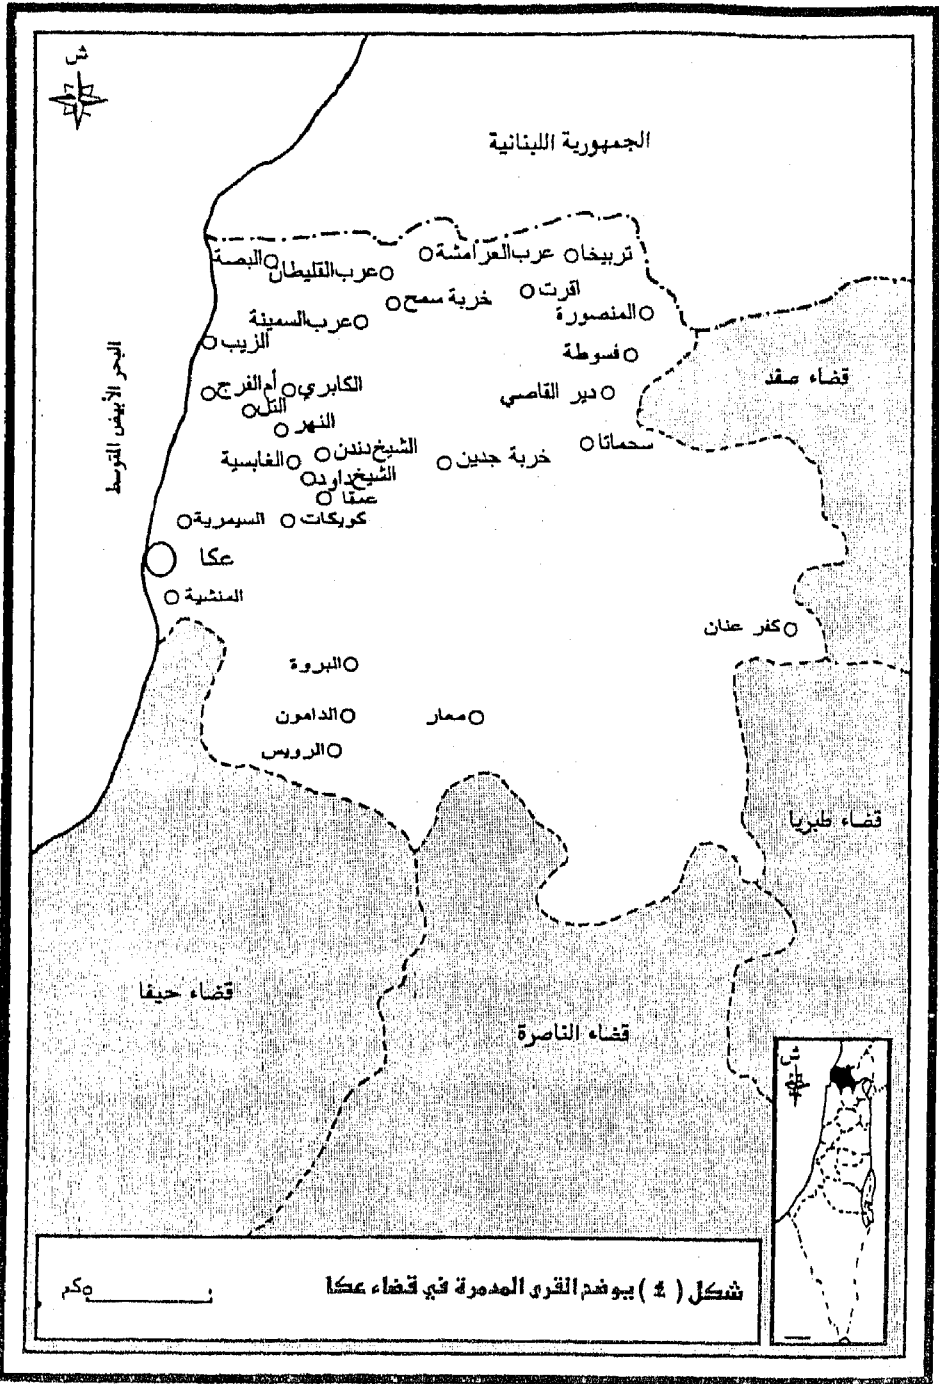 ش
الجمهورية اللبنانية
البصة
عرب القليطان
عرب العرامشة
تربيخا
اقرت
خربة سمح
المنصورة
عرب السمينة
الزيب
فسوطة
قضاء صفد
البحر الأبيض المتوسط
أم الفرج
الكابري
دير القاصي
التل
النهر
سحماتا
الشيخ دندن
خربة جدين
الغابسية
الشيخ داود
عمقا
السيمرية
كويكات
عكا
المنشية
كفر عنان
البروة
الدامون
معار
الرويس
قضاء طبريا
قضاء حيفا
قضاء الناصرة
ش
شكل ( ٤ ) يوضح القرى المدمرة في قضاء عكا
٥كم